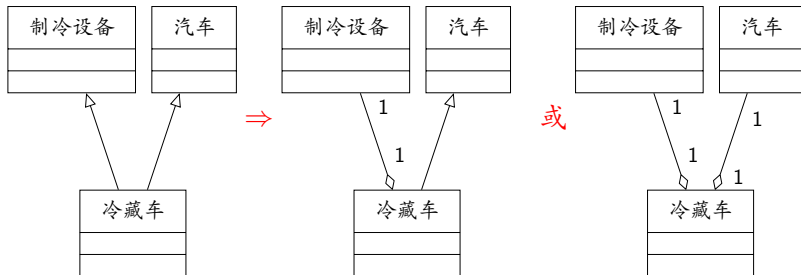 制冷设备 汽车 制冷设备 汽车 制冷设备 汽车
1 1 1
⇒ 或
1 1 1
冷藏车 冷藏车 冷藏车